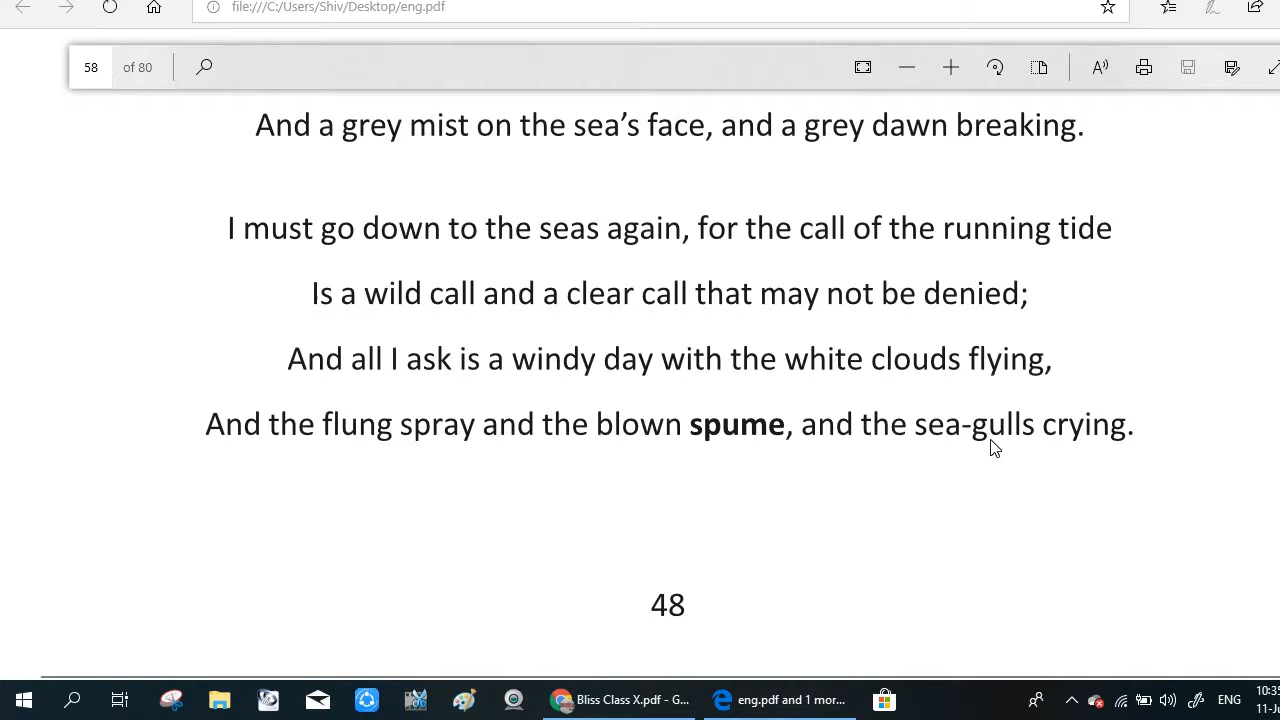 file:///C:/Users/Shiv/Desktop/eng.pdf
58 of 80
And a grey mist on the sea’s face, and a grey dawn breaking.
I must go down to the seas again, for the call of the running tide
Is a wild call and a clear call that may not be denied;
And all I ask is a windy day with the white clouds flying,
And the flung spray and the blown spume, and the sea-gulls crying.
48
Bliss Class X.pdf - G... eng.pdf and 1 mor... ENG